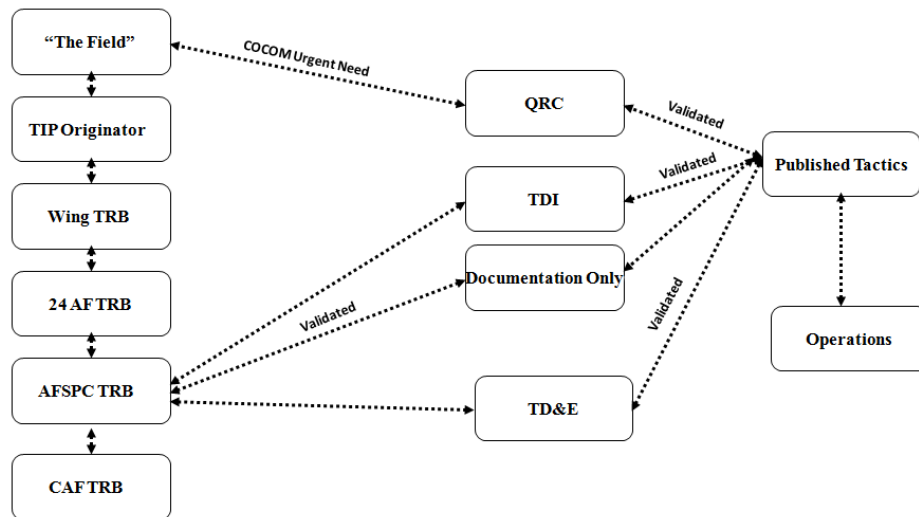 “The Field”
COCOM Urgent Need
QRC
TIP Originator
Validated
Published Tactics
Validated
Wing TRB
TDI
Documentation Only
24 AF TRB
Validated
Validated
Operations
AFSPC TRB
TD&E
CAF TRB